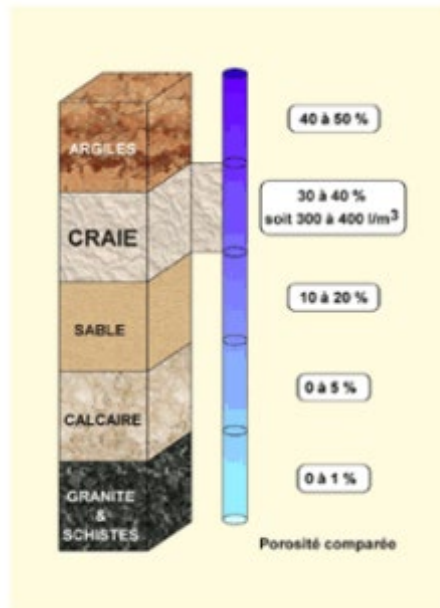 40 à 50 %
ARGILES
30 à 40 %
soit 300 à 400 l/m³
CRAIE
10 à 20 %
SABLE
0 à 5 %
CALCAIRE
0 à 1 %
GRANITE
&
SCHISTES
Porosité comparée